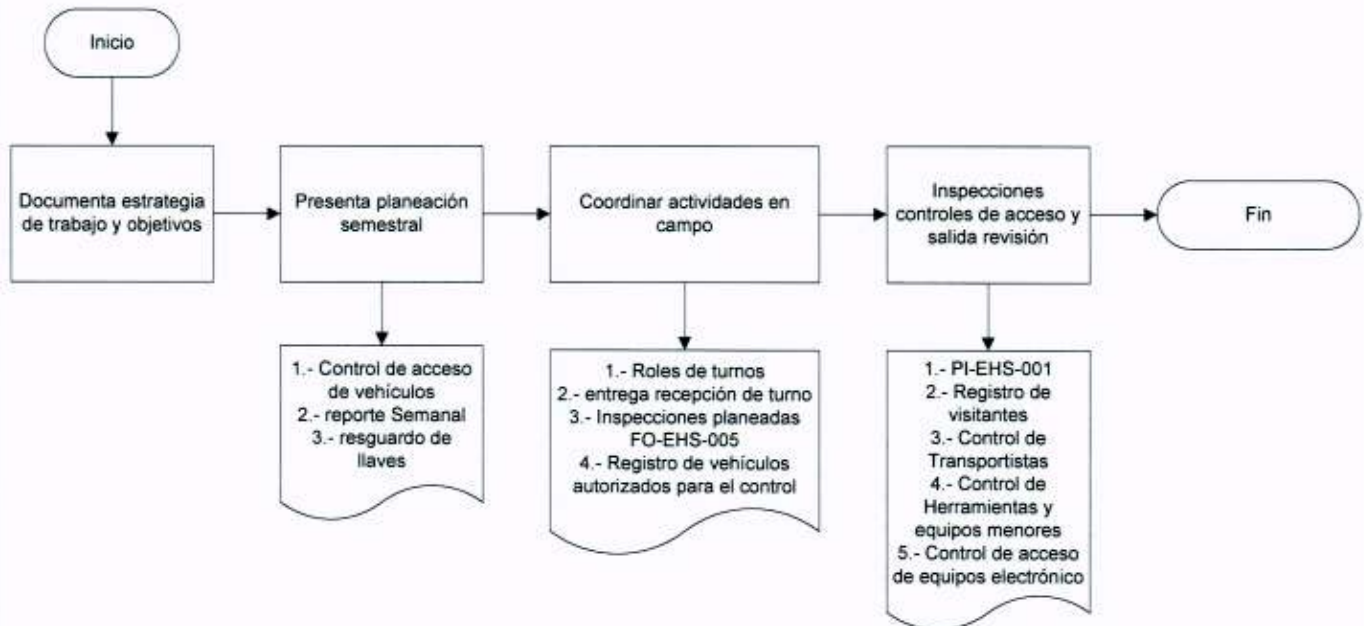 Inicio
Documenta estrategia
de trabajo y objetivos
Presenta planeación
semestral
Coordinar actividades en
campo
Inspecciones
controles de acceso y
salida revisión
Fin
1.- Control de acceso
de vehículos
2.- reporte Semanal
3.- resguardo de
llaves
1.- Roles de turnos
2.- entrega recepción de turno
3.- Inspecciones planeadas
FO-EHS-005
4.- Registro de vehículos
autorizados para el control
1.- PI-EHS-001
2.- Registro de
visitantes
3.- Control de
Transportistas
4.- Control de
Herramientas y
equipos menores
5.- Control de acceso
de equipos electrónico